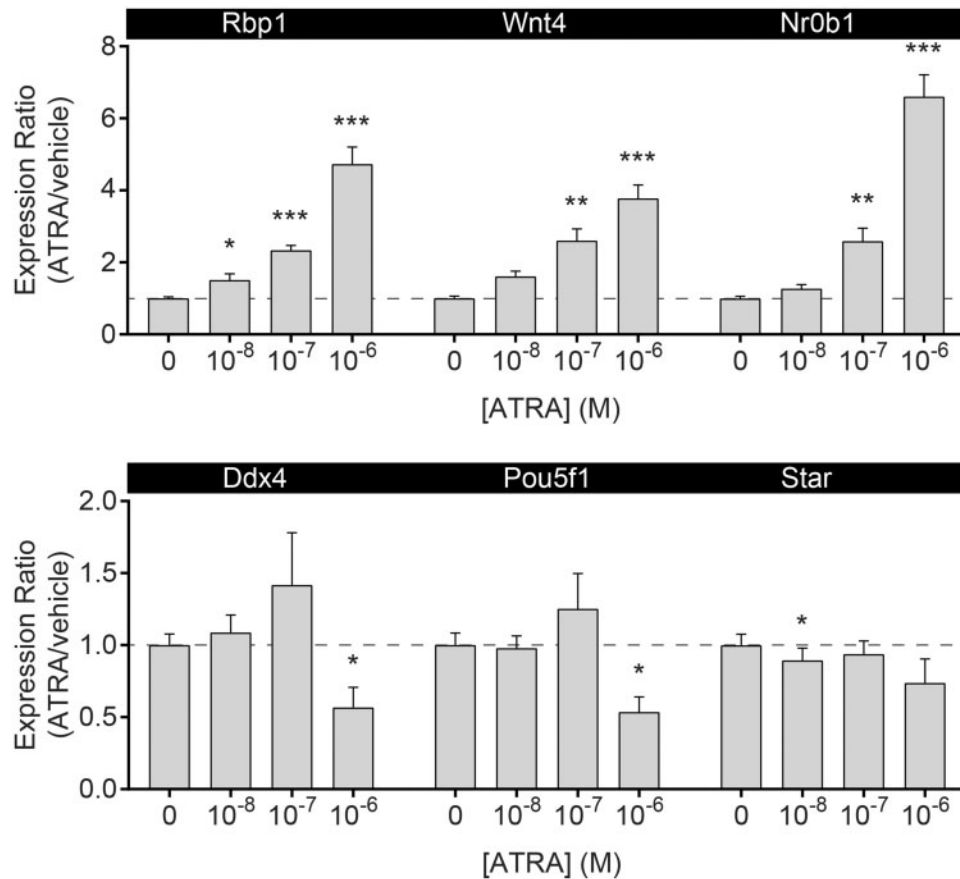 Rbp1 Wnt4 Nr0b1
8
6
4
2
0
Expression Ratio
(ATRA/vehicle)
* *** ***
** ***
** ***
0 10⁻⁸ 10⁻⁷ 10⁻⁶ 0 10⁻⁸ 10⁻⁷ 10⁻⁶ 0 10⁻⁸ 10⁻⁷ 10⁻⁶
[ATRA] (M)
Ddx4 Pou5f1 Star
2.0
1.5
1.0
0.5
0.0
Expression Ratio
(ATRA/vehicle)
* * *
0 10⁻⁸ 10⁻⁷ 10⁻⁶ 0 10⁻⁸ 10⁻⁷ 10⁻⁶ 0 10⁻⁸ 10⁻⁷ 10⁻⁶
[ATRA] (M)